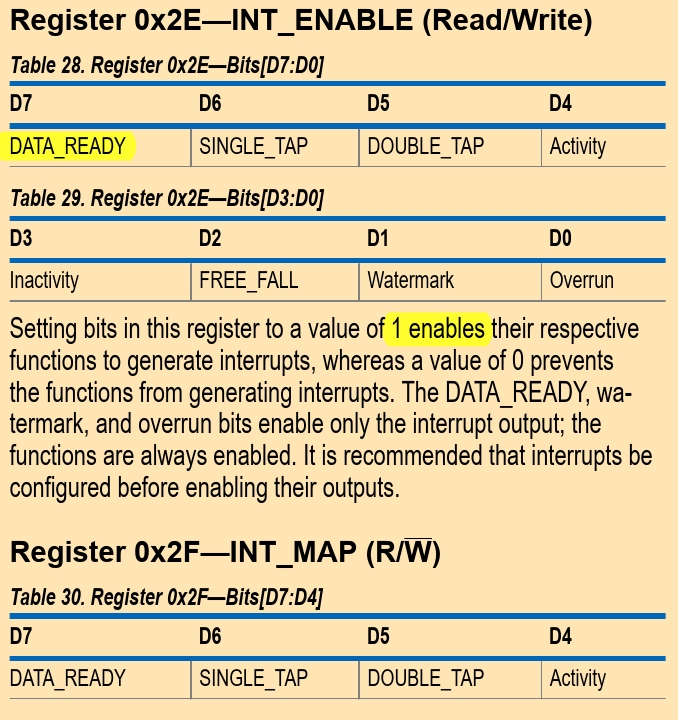 Register 0x2E—INT_ENABLE (Read/Write)
Table 28. Register 0x2E—Bits[D7:D0]
D7 D6 D5 D4
DATA_READY SINGLE_TAP DOUBLE_TAP Activity
Table 29. Register 0x2E—Bits[D3:D0]
D3 D2 D1 D0
Inactivity FREE_FALL Watermark Overrun
Setting bits in this register to a value of 1 enables their respective
functions to generate interrupts, whereas a value of 0 prevents
the functions from generating interrupts. The DATA_READY, wa-
termark, and overrun bits enable only the interrupt output; the
functions are always enabled. It is recommended that interrupts be
configured before enabling their outputs.
Register 0x2F—INT_MAP (R/W̅)
Table 30. Register 0x2F—Bits[D7:D4]
D7 D6 D5 D4
DATA_READY SINGLE_TAP DOUBLE_TAP Activity